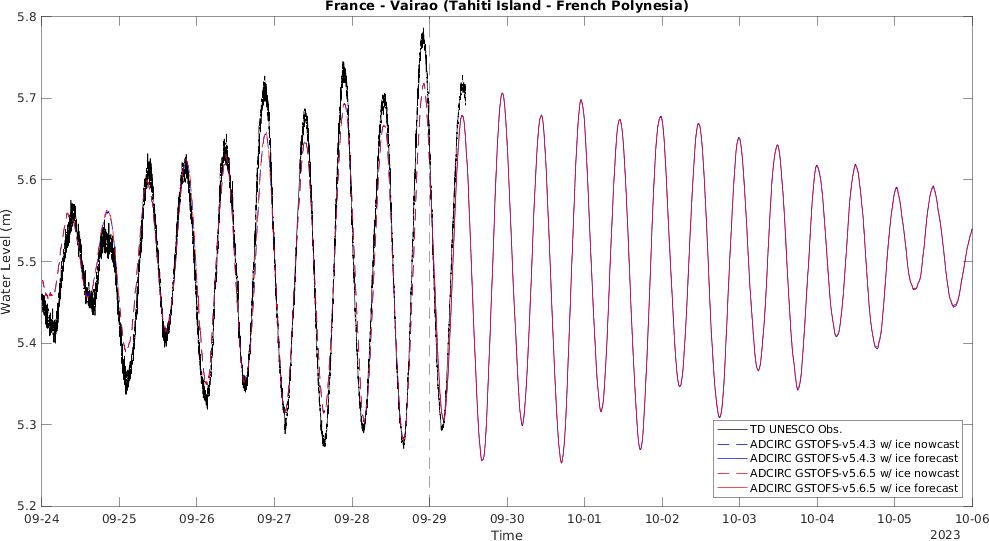 France - Vairao (Tahiti Island - French Polynesia)
5.8
5.7
5.6
5.5
5.4
5.3
5.2
Water Level (m)
TD UNESCO Obs.
ADCIRC GSTOFS-v5.4.3 w/ ice nowcast
ADCIRC GSTOFS-v5.4.3 w/ ice forecast
ADCIRC GSTOFS-v5.6.5 w/ ice nowcast
ADCIRC GSTOFS-v5.6.5 w/ ice forecast
09-24 09-25 09-26 09-27 09-28 09-29 09-30 10-01 10-02 10-03 10-04 10-05 10-06
Time
2023